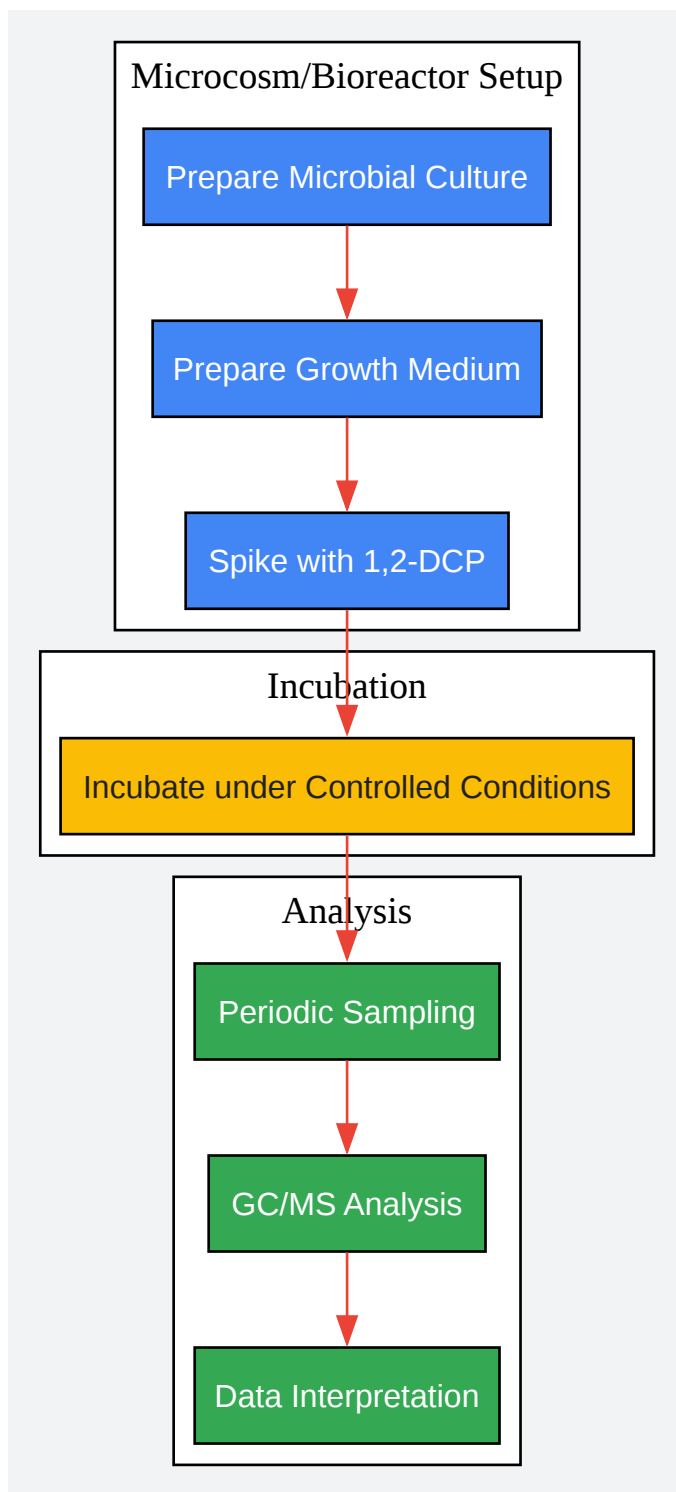 Microcosm/Bioreactor Setup
Prepare Microbial Culture
Prepare Growth Medium
Spike with 1,2-DCP
Incubation
Incubate under Controlled Conditions
Analysis
Periodic Sampling
GC/MS Analysis
Data Interpretation